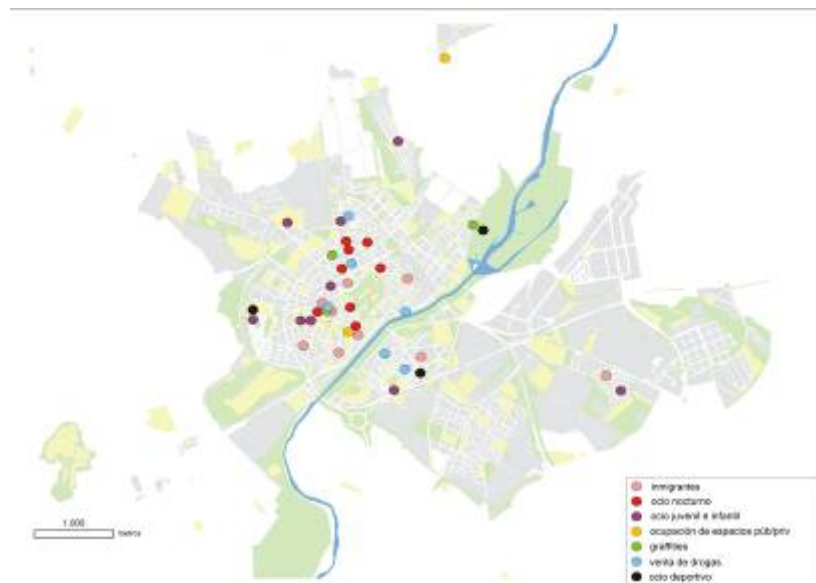 1.000
metros
inmigrantes
ocio nocturno
ocio juvenil e infantil
ocupación de espacios púb/priv
graffities
venta de drogas
ocio deportivo